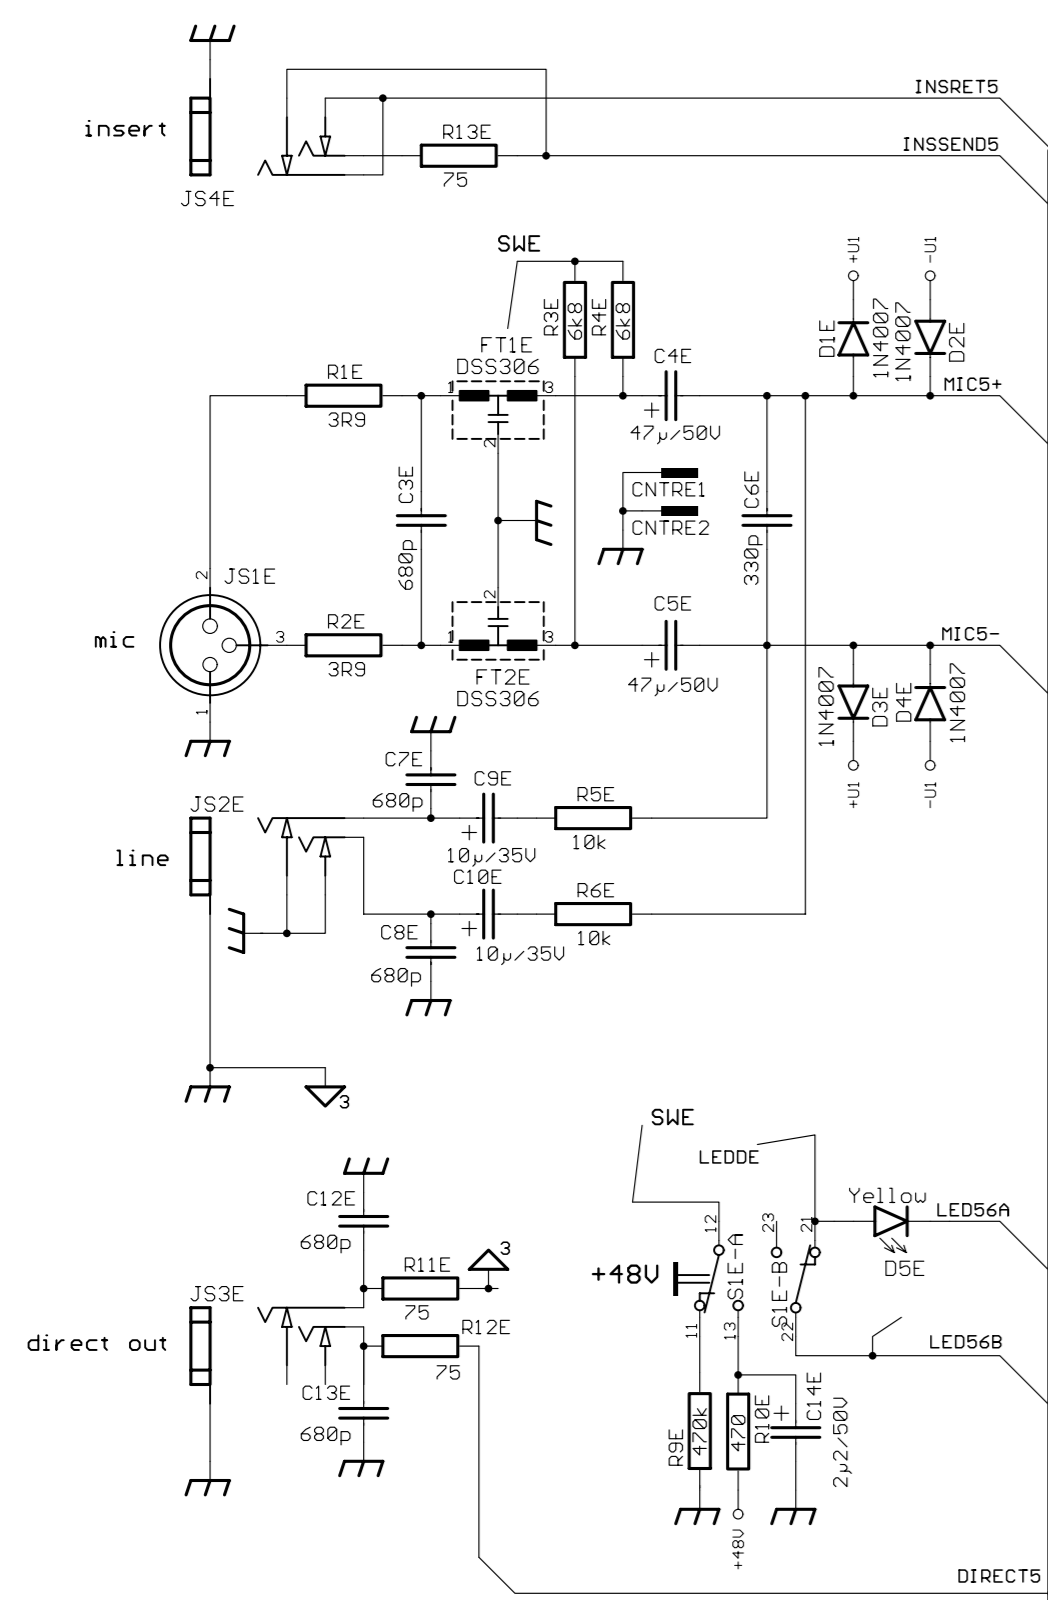 INSRET5
insert
R13E
INSSEND5
75
JS4E
SWE
+U1
-U1
R3E
6k8
R4E
6k8
D1E
1N4007
1N4007
D2E
FT1E
DSS306
C4E
R1E
1
3
MIC5+
3R9
+
47µ/50V
2
C3E
680p
CNTRE1
CNTRE2
C6E
330p
2
JS1E
2
C5E
mic
3
R2E
1
3
MIC5-
3R9
FT2E
DSS306
+
47µ/50V
1N4007
D3E
D4E
1N4007
1
C7E
680p
C9E
+U1
-U1
JS2E
R5E
+
10µ/35V
10k
line
C10E
R6E
C8E
+
10µ/35V
10k
680p
3
SWE
LEDDE
C12E
680p
Yellow
LED56A
12
23
21
3
R11E
+48V
S1E-A
S1E-B
D5E
JS3E
75
R12E
11
13
22
direct out
LED56B
75
C13E
680p
R9E
470k
470
R10E
+
C14E
2µ2/50V
+48V
DIRECT5